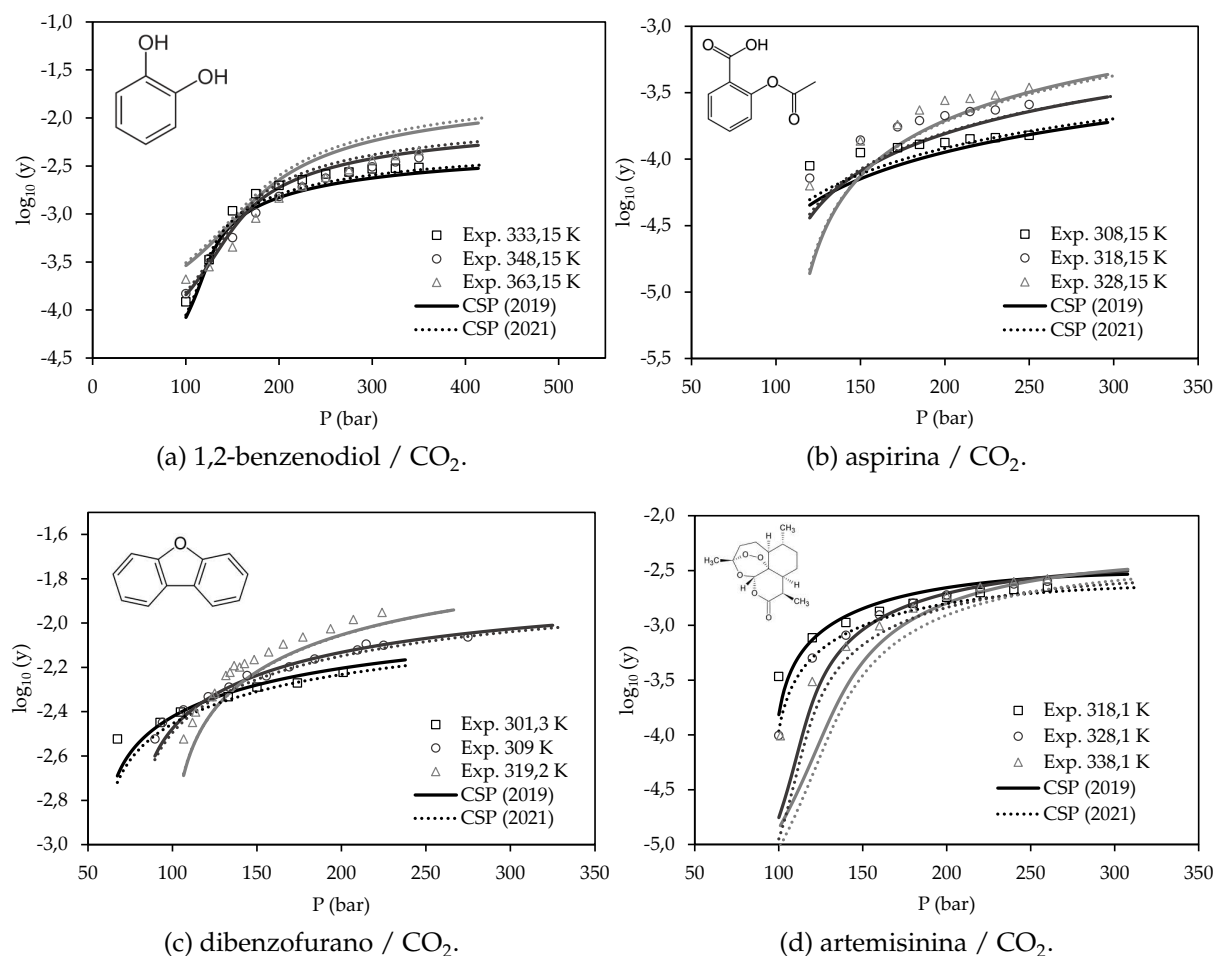 -1,0
-1,5
-2,0
-2,5
-3,0
-3,5
-4,0
-4,5
log₁₀ (y)
OH
OH
Exp. 333,15 K
Exp. 348,15 K
Exp. 363,15 K
CSP (2019)
CSP (2021)
0 100 200 300 400 500
P (bar)
(a) 1,2-benzenodiol / CO₂.
-3,0
-3,5
-4,0
-4,5
-5,0
-5,5
log₁₀ (y)
O OH
O
O
Exp. 308,15 K
Exp. 318,15 K
Exp. 328,15 K
CSP (2019)
CSP (2021)
50 100 150 200 250 300 350
P (bar)
(b) aspirina / CO₂.
-1,6
-1,8
-2,0
-2,2
-2,4
-2,6
-2,8
-3,0
log₁₀ (y)
O
Exp. 301,3 K
Exp. 309 K
Exp. 319,2 K
CSP (2019)
CSP (2021)
50 100 150 200 250 300 350
P (bar)
(c) dibenzofurano / CO₂.
-2,0
-2,5
-3,0
-3,5
-4,0
-4,5
-5,0
log₁₀ (y)
CH₃
H
CH₃
O O
O
H H
O
CH₃
O
Exp. 318,1 K
Exp. 328,1 K
Exp. 338,1 K
CSP (2019)
CSP (2021)
50 100 150 200 250 300 350
P (bar)
(d) artemisinina / CO₂.